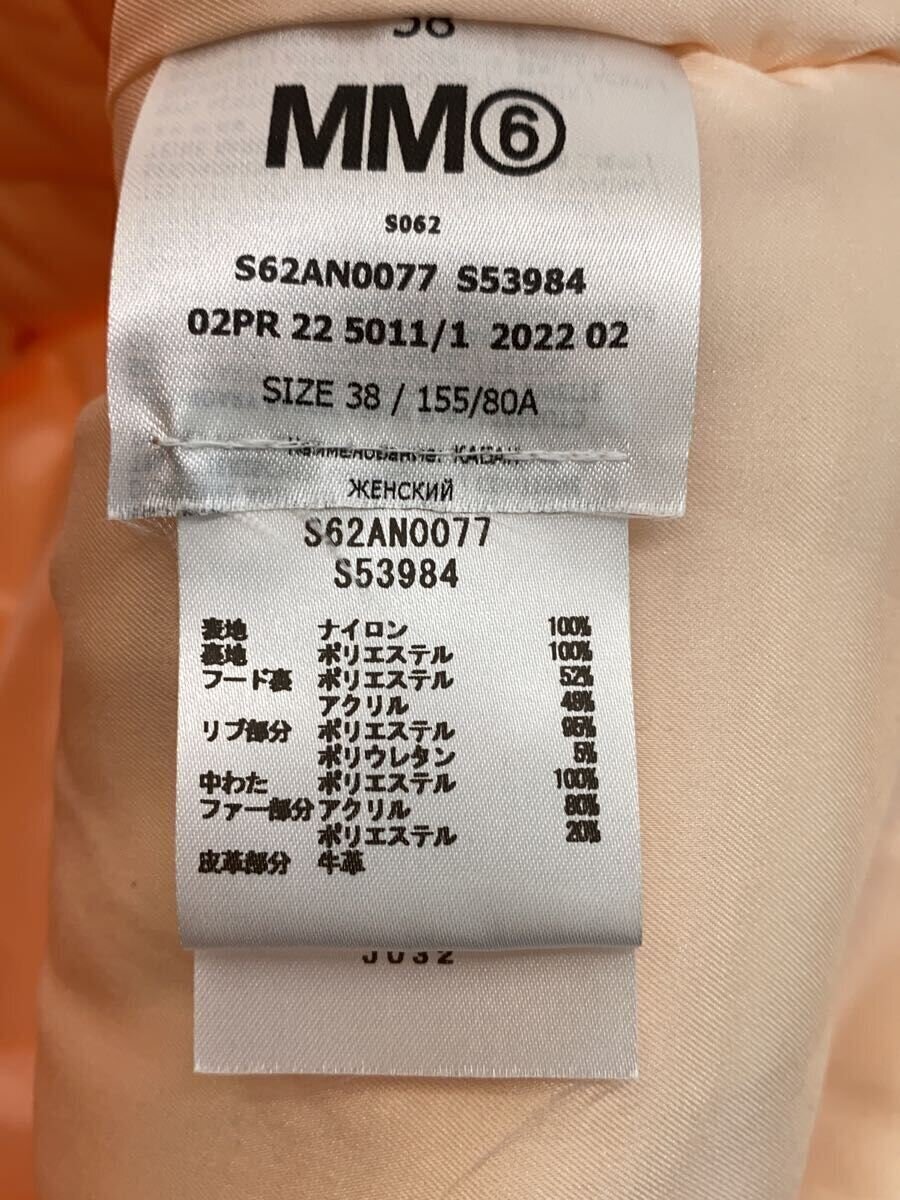 38
MM⑥
S062
S62AN0077 S53984
02PR 22 5011/1 2022 02
SIZE 38 / 155/80A
Наименование:
ЖЕНСКИЙ
S62AN0077
S53984
表地 ナイロン 100%
裏地 ポリエステル 100%
フード裏 ポリエステル 52%
アクリル 48%
リブ部分 ポリエステル 95%
ポリウレタン 5%
中わた ポリエステル 100%
ファー部分 アクリル 80%
ポリエステル 20%
皮革部分 牛革
J032